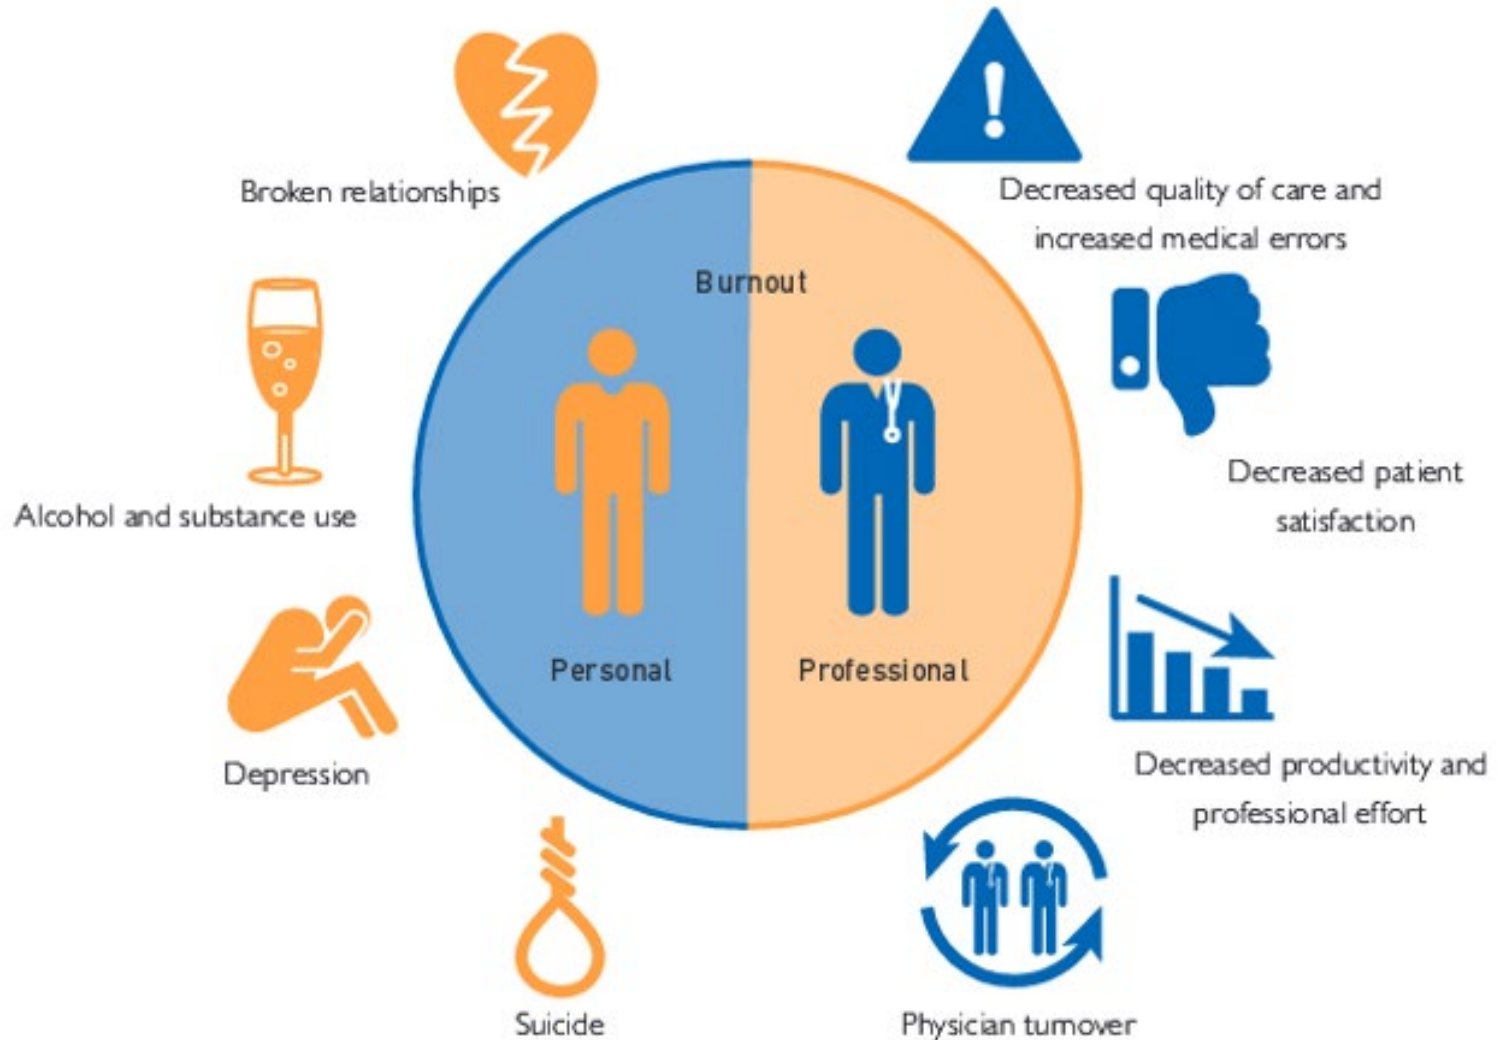 Broken relationships
Decreased quality of care and
increased medical errors
Burnout
Alcohol and substance use
Decreased patient
satisfaction
Personal
Professional
Depression
Decreased productivity and
professional effort
Suicide
Physician turnover